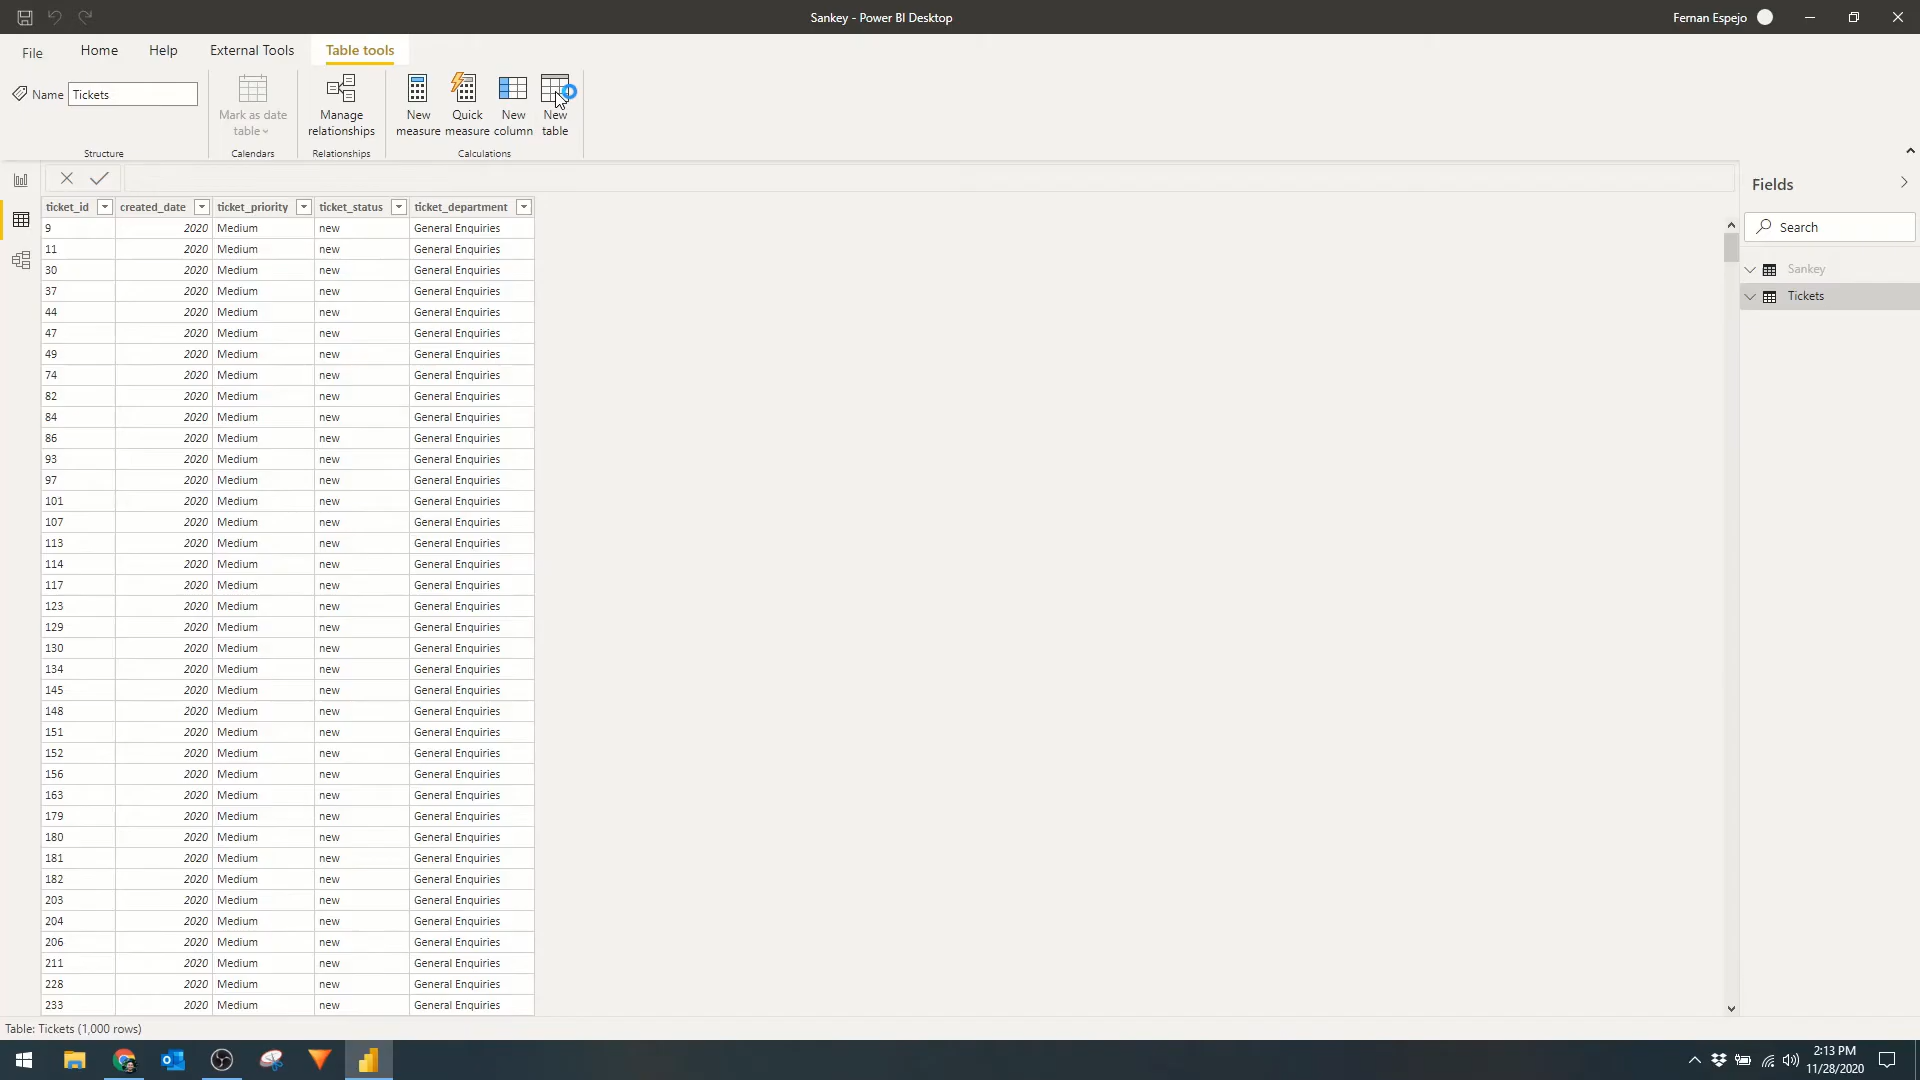 Sankey - Power BI Desktop
Fernan Espejo
File
Home
Help
External Tools
Table tools
Name
Tickets
Mark as date
table
Manage
relationships
New
measure
Quick
measure
New
column
New
table
Structure
Calendars
Relationships
Calculations
ticket_id created_date ticket_priority ticket_status ticket_department
9 2020 Medium new General Enquiries
11 2020 Medium new General Enquiries
30 2020 Medium new General Enquiries
37 2020 Medium new General Enquiries
44 2020 Medium new General Enquiries
47 2020 Medium new General Enquiries
49 2020 Medium new General Enquiries
74 2020 Medium new General Enquiries
82 2020 Medium new General Enquiries
84 2020 Medium new General Enquiries
86 2020 Medium new General Enquiries
93 2020 Medium new General Enquiries
97 2020 Medium new General Enquiries
101 2020 Medium new General Enquiries
107 2020 Medium new General Enquiries
113 2020 Medium new General Enquiries
114 2020 Medium new General Enquiries
117 2020 Medium new General Enquiries
123 2020 Medium new General Enquiries
129 2020 Medium new General Enquiries
130 2020 Medium new General Enquiries
134 2020 Medium new General Enquiries
145 2020 Medium new General Enquiries
148 2020 Medium new General Enquiries
151 2020 Medium new General Enquiries
152 2020 Medium new General Enquiries
156 2020 Medium new General Enquiries
163 2020 Medium new General Enquiries
179 2020 Medium new General Enquiries
180 2020 Medium new General Enquiries
181 2020 Medium new General Enquiries
182 2020 Medium new General Enquiries
203 2020 Medium new General Enquiries
204 2020 Medium new General Enquiries
206 2020 Medium new General Enquiries
211 2020 Medium new General Enquiries
228 2020 Medium new General Enquiries
233 2020 Medium new General Enquiries
Fields
Search
Sankey
Tickets
Table: Tickets (1,000 rows)
2:13 PM
11/28/2020